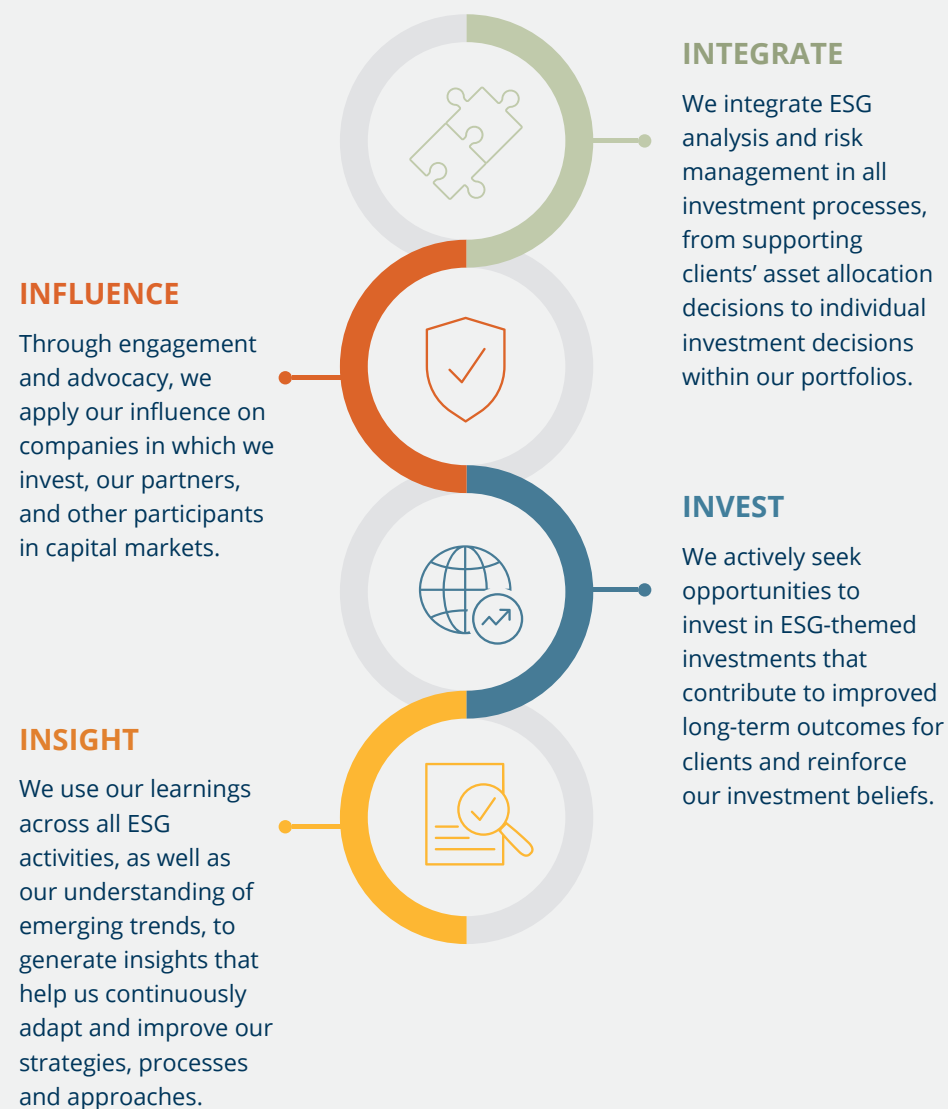 INTEGRATE
We integrate ESG
analysis and risk
management in all
investment processes,
from supporting
clients’ asset allocation
decisions to individual
investment decisions
within our portfolios.
INFLUENCE
Through engagement
and advocacy, we
apply our influence on
companies in which we
invest, our partners,
and other participants
in capital markets.
INVEST
We actively seek
opportunities to
invest in ESG-themed
investments that
contribute to improved
long-term outcomes for
clients and reinforce
our investment beliefs.
INSIGHT
We use our learnings
across all ESG
activities, as well as
our understanding of
emerging trends, to
generate insights that
help us continuously
adapt and improve our
strategies, processes
and approaches.